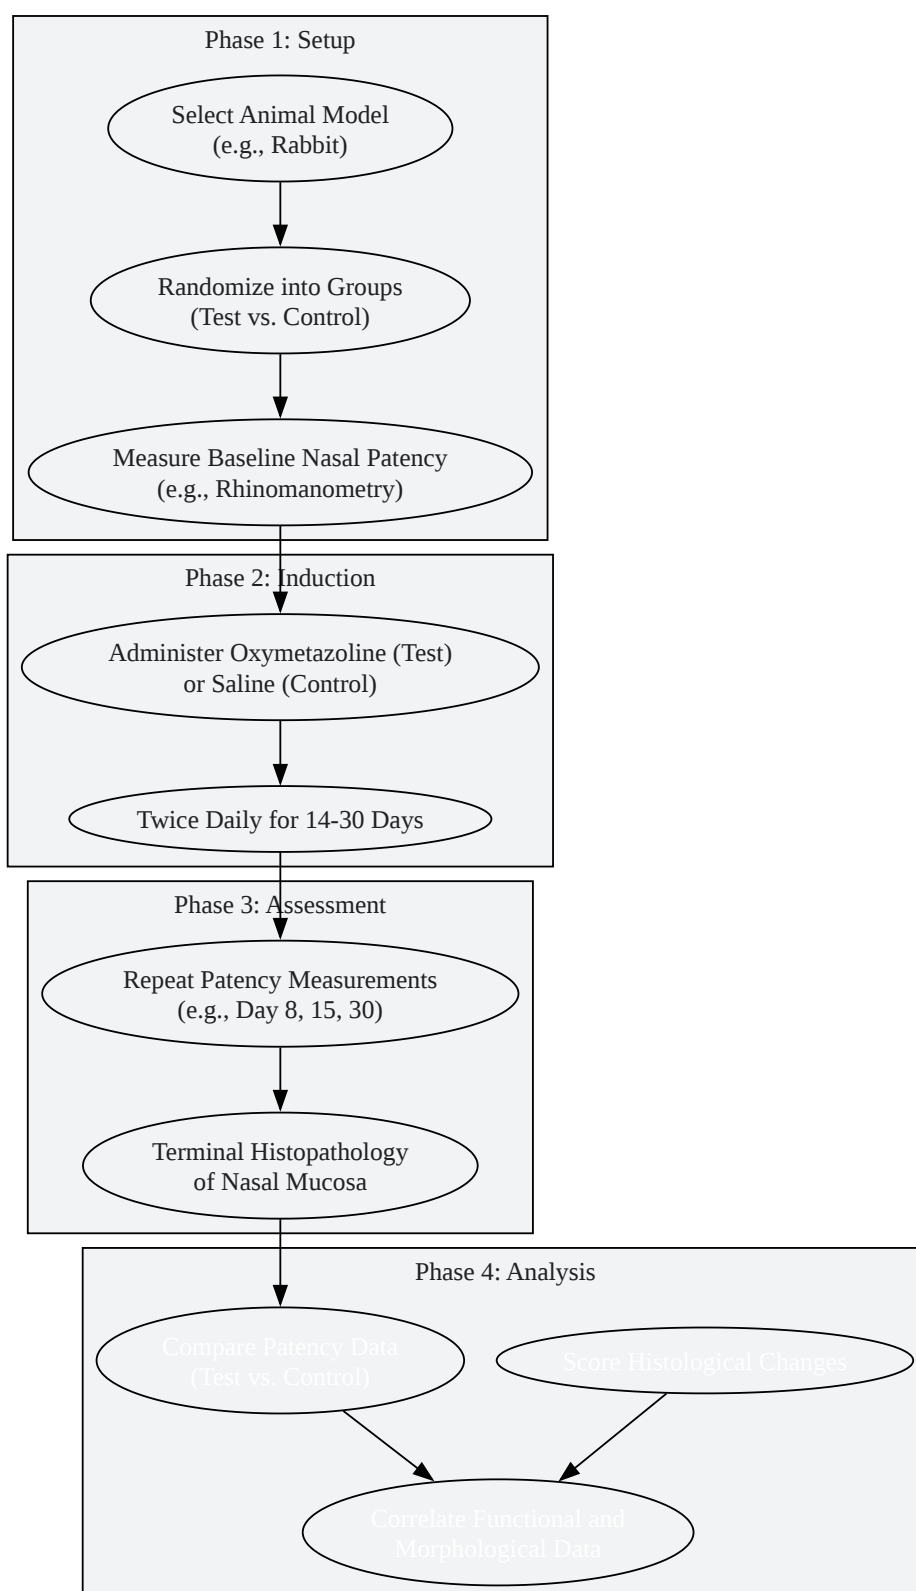 Phase 1: Setup
Select Animal Model
(e.g., Rabbit)
Randomize into Groups
(Test vs. Control)
Measure Baseline Nasal Patency
(e.g., Rhinomanometry)
Phase 2: Induction
Administer Oxymetazoline (Test)
or Saline (Control)
Twice Daily for 14-30 Days
Phase 3: Assessment
Repeat Patency Measurements
(e.g., Day 8, 15, 30)
Terminal Histopathology
of Nasal Mucosa
Phase 4: Analysis
Compare Patency Data
(Test vs. Control)
Score Histological Changes
Correlate Functional and
Morphological Data